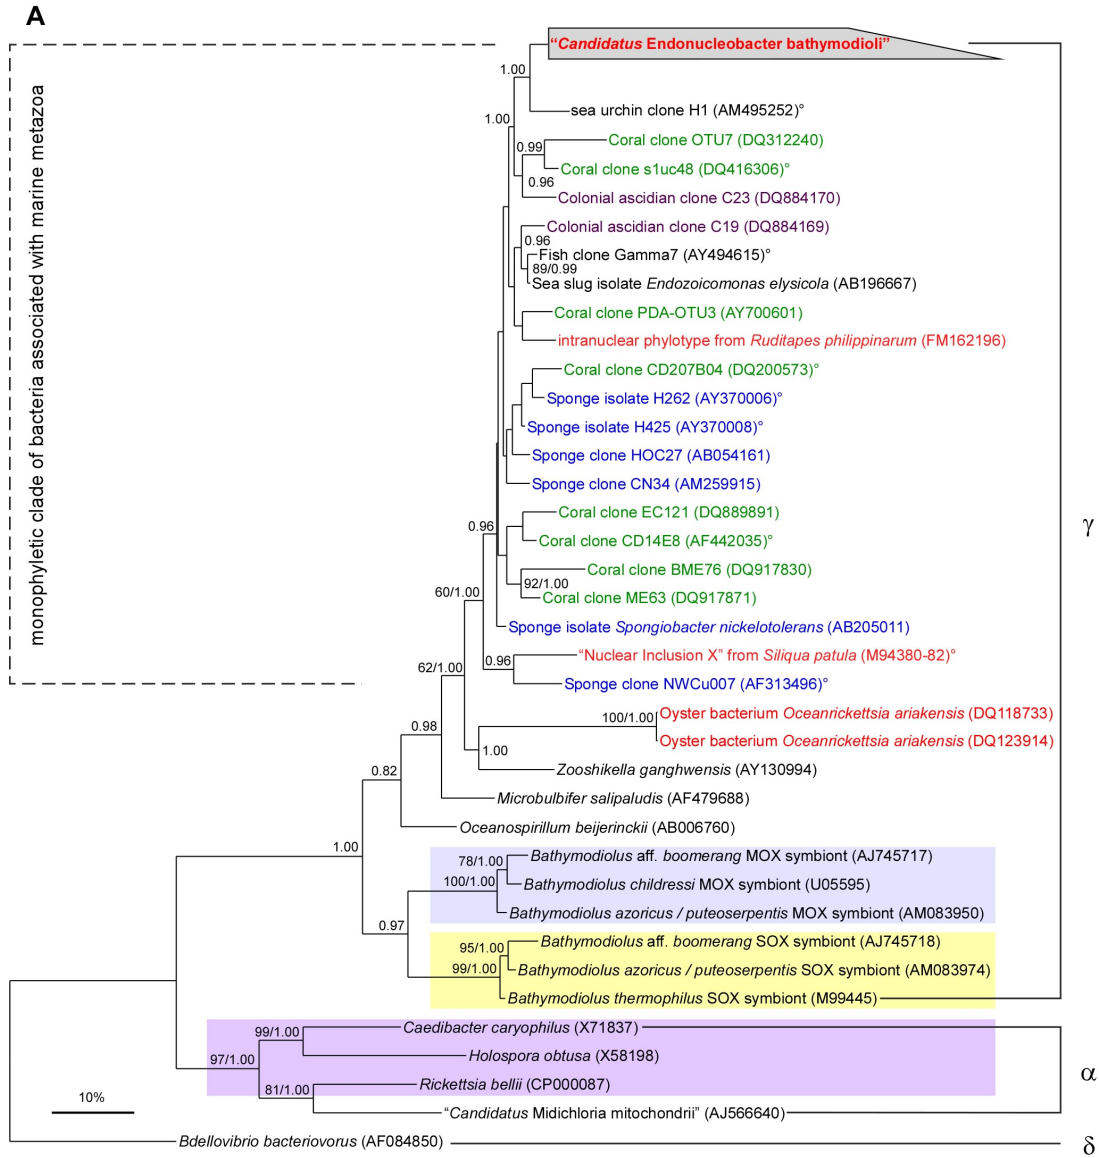 A
monophyletic clade of bacteria associated with marine metazoa
"Candidatus Endonucleobacter bathymodioli"
1.00
sea urchin clone H1 (AM495252)°
1.00
Coral clone OTU7 (DQ312240)
0.99
Coral clone s1uc48 (DQ416306)°
0.96
Colonial ascidian clone C23 (DQ884170)
Colonial ascidian clone C19 (DQ884169)
0.96
Fish clone Gamma7 (AY494615)°
89/0.99
Sea slug isolate Endozoicomonas elysicola (AB196667)
Coral clone PDA-OTU3 (AY700601)
intranuclear phylotype from Ruditapes philippinarum (FM162196)
Coral clone CD207B04 (DQ200573)°
Sponge isolate H262 (AY370006)°
Sponge isolate H425 (AY370008)°
Sponge clone HOC27 (AB054161)
Sponge clone CN34 (AM259915)
Coral clone EC121 (DQ889891)
0.96
γ
Coral clone CD14E8 (AF442035)°
Coral clone BME76 (DQ917830)
92/1.00
60/1.00
Coral clone ME63 (DQ917871)
Sponge isolate Spongiobacter nickelotolerans (AB205011)
"Nuclear Inclusion X" from Siliqua patula (M94380-82)°
0.96
62/1.00
Sponge clone NWCu007 (AF313496)°
Oyster bacterium Oceanrickettsia ariakensis (DQ118733)
100/1.00
0.98
Oyster bacterium Oceanrickettsia ariakensis (DQ123914)
1.00
Zooshikella ganghwensis (AY130994)
0.82
Microbulbifer salipaludis (AF479688)
Oceanospirillum beijerinckii (AB006760)
1.00
Bathymodiolus aff. boomerang MOX symbiont (AJ745717)
78/1.00
100/1.00
Bathymodiolus childressi MOX symbiont (U05595)
Bathymodiolus azoricus / puteoserpentis MOX symbiont (AM083950)
0.97
Bathymodiolus aff. boomerang SOX symbiont (AJ745718)
95/1.00
99/1.00
Bathymodiolus azoricus / puteoserpentis SOX symbiont (AM083974)
Bathymodiolus thermophilus SOX symbiont (M99445)
Caedibacter caryophilus (X71837)
99/1.00
97/1.00
Holospora obtusa (X58198)
α
Rickettsia bellii (CP000087)
81/1.00
10%
"Candidatus Midichloria mitochondrii" (AJ566640)
Bdellovibrio bacteriovorus (AF084850)
δ